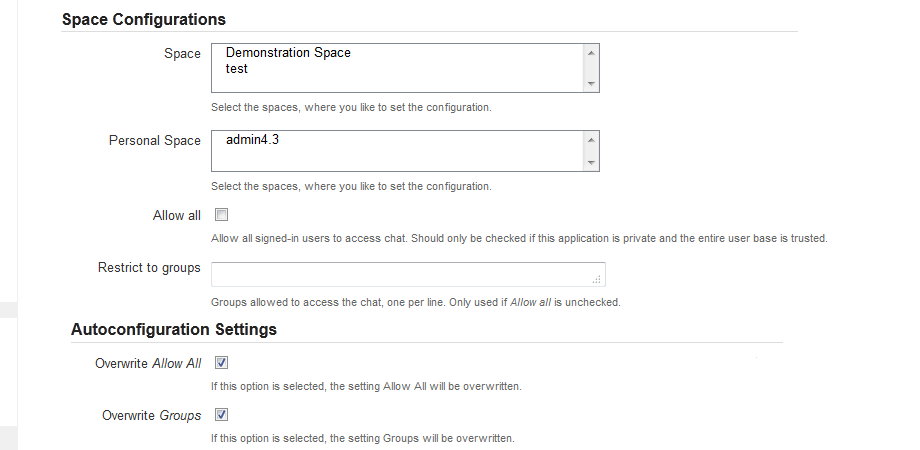 Space Configurations
Space
Demonstration Space
test
Select the spaces, where you like to set the configuration.
Personal Space
admin4.3
Select the spaces, where you like to set the configuration.
Allow all
Allow all signed-in users to access chat. Should only be checked if this application is private and the entire user base is trusted.
Restrict to groups
Groups allowed to access the chat, one per line. Only used if Allow all is unchecked.
Autoconfiguration Settings
Overwrite Allow All
If this option is selected, the setting Allow All will be overwritten.
Overwrite Groups
If this option is selected, the setting Groups will be overwritten.